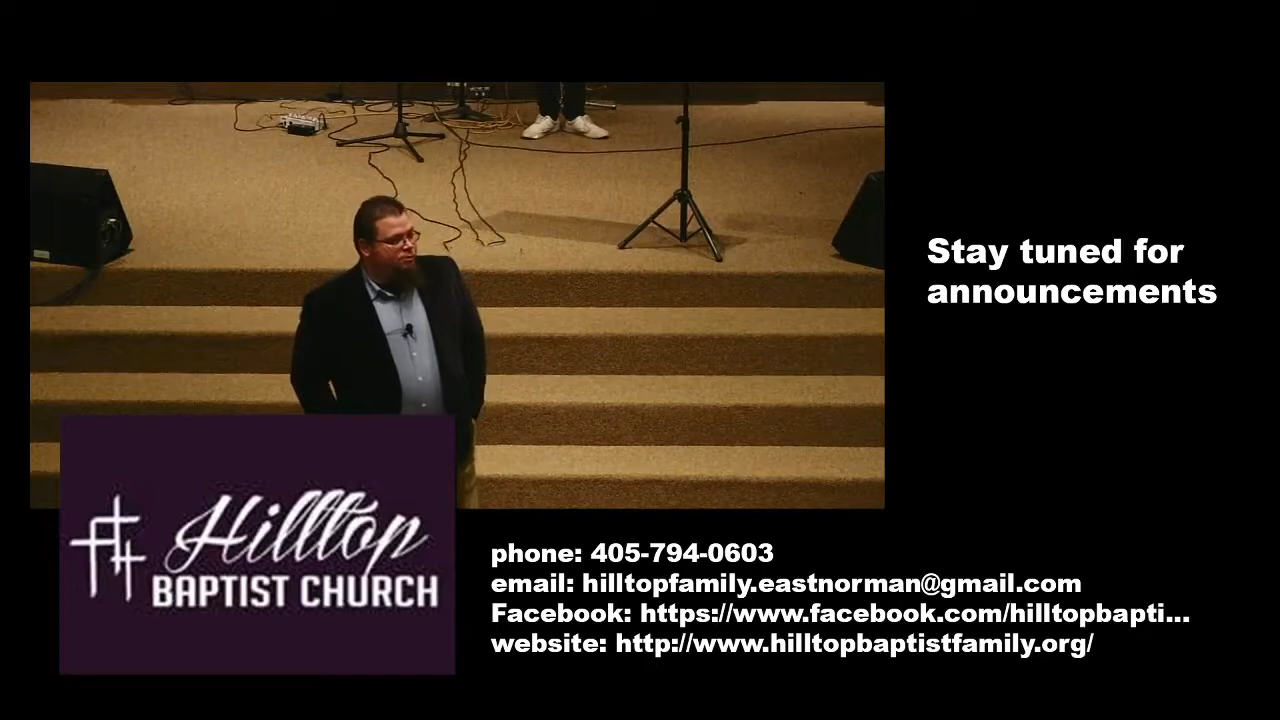 Stay tuned for
announcements
Hilltop
BAPTIST CHURCH
phone: 405-794-0603
email: hilltopfamily.eastnorman@gmail.com
Facebook: https://www.facebook.com/hilltopbapti...
website: http://www.hilltopbaptistfamily.org/